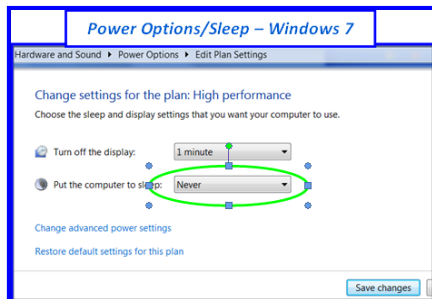 Power Options/Sleep – Windows 7
Hardware and Sound ▸ Power Options ▸ Edit Plan Settings
Change settings for the plan: High performance
Choose the sleep and display settings that you want your computer to use.
Turn off the display: 1 minute
Put the computer to sleep: Never
Change advanced power settings
Restore default settings for this plan
Save changes